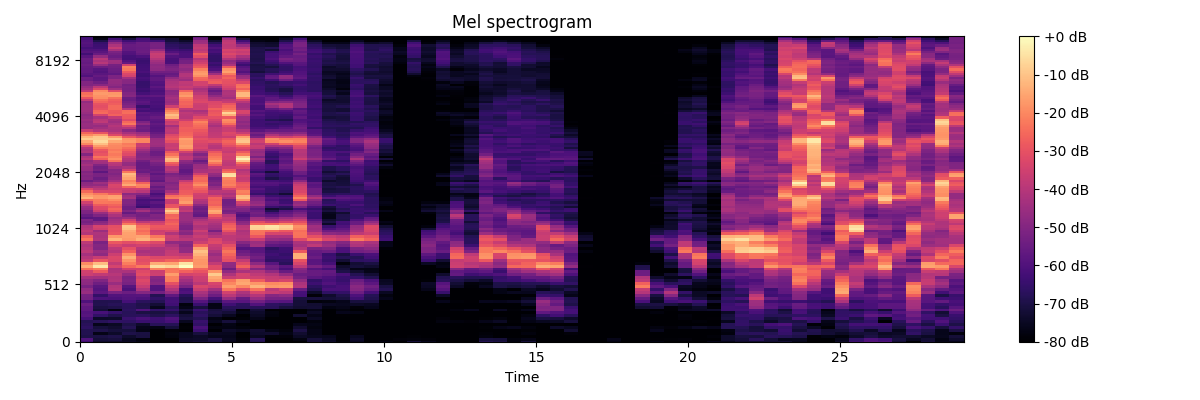 Mel spectrogram
Hz
8192
4096
2048
1024
512
0
0 5 10 15 20 25
Time
+0 dB
-10 dB
-20 dB
-30 dB
-40 dB
-50 dB
-60 dB
-70 dB
-80 dB